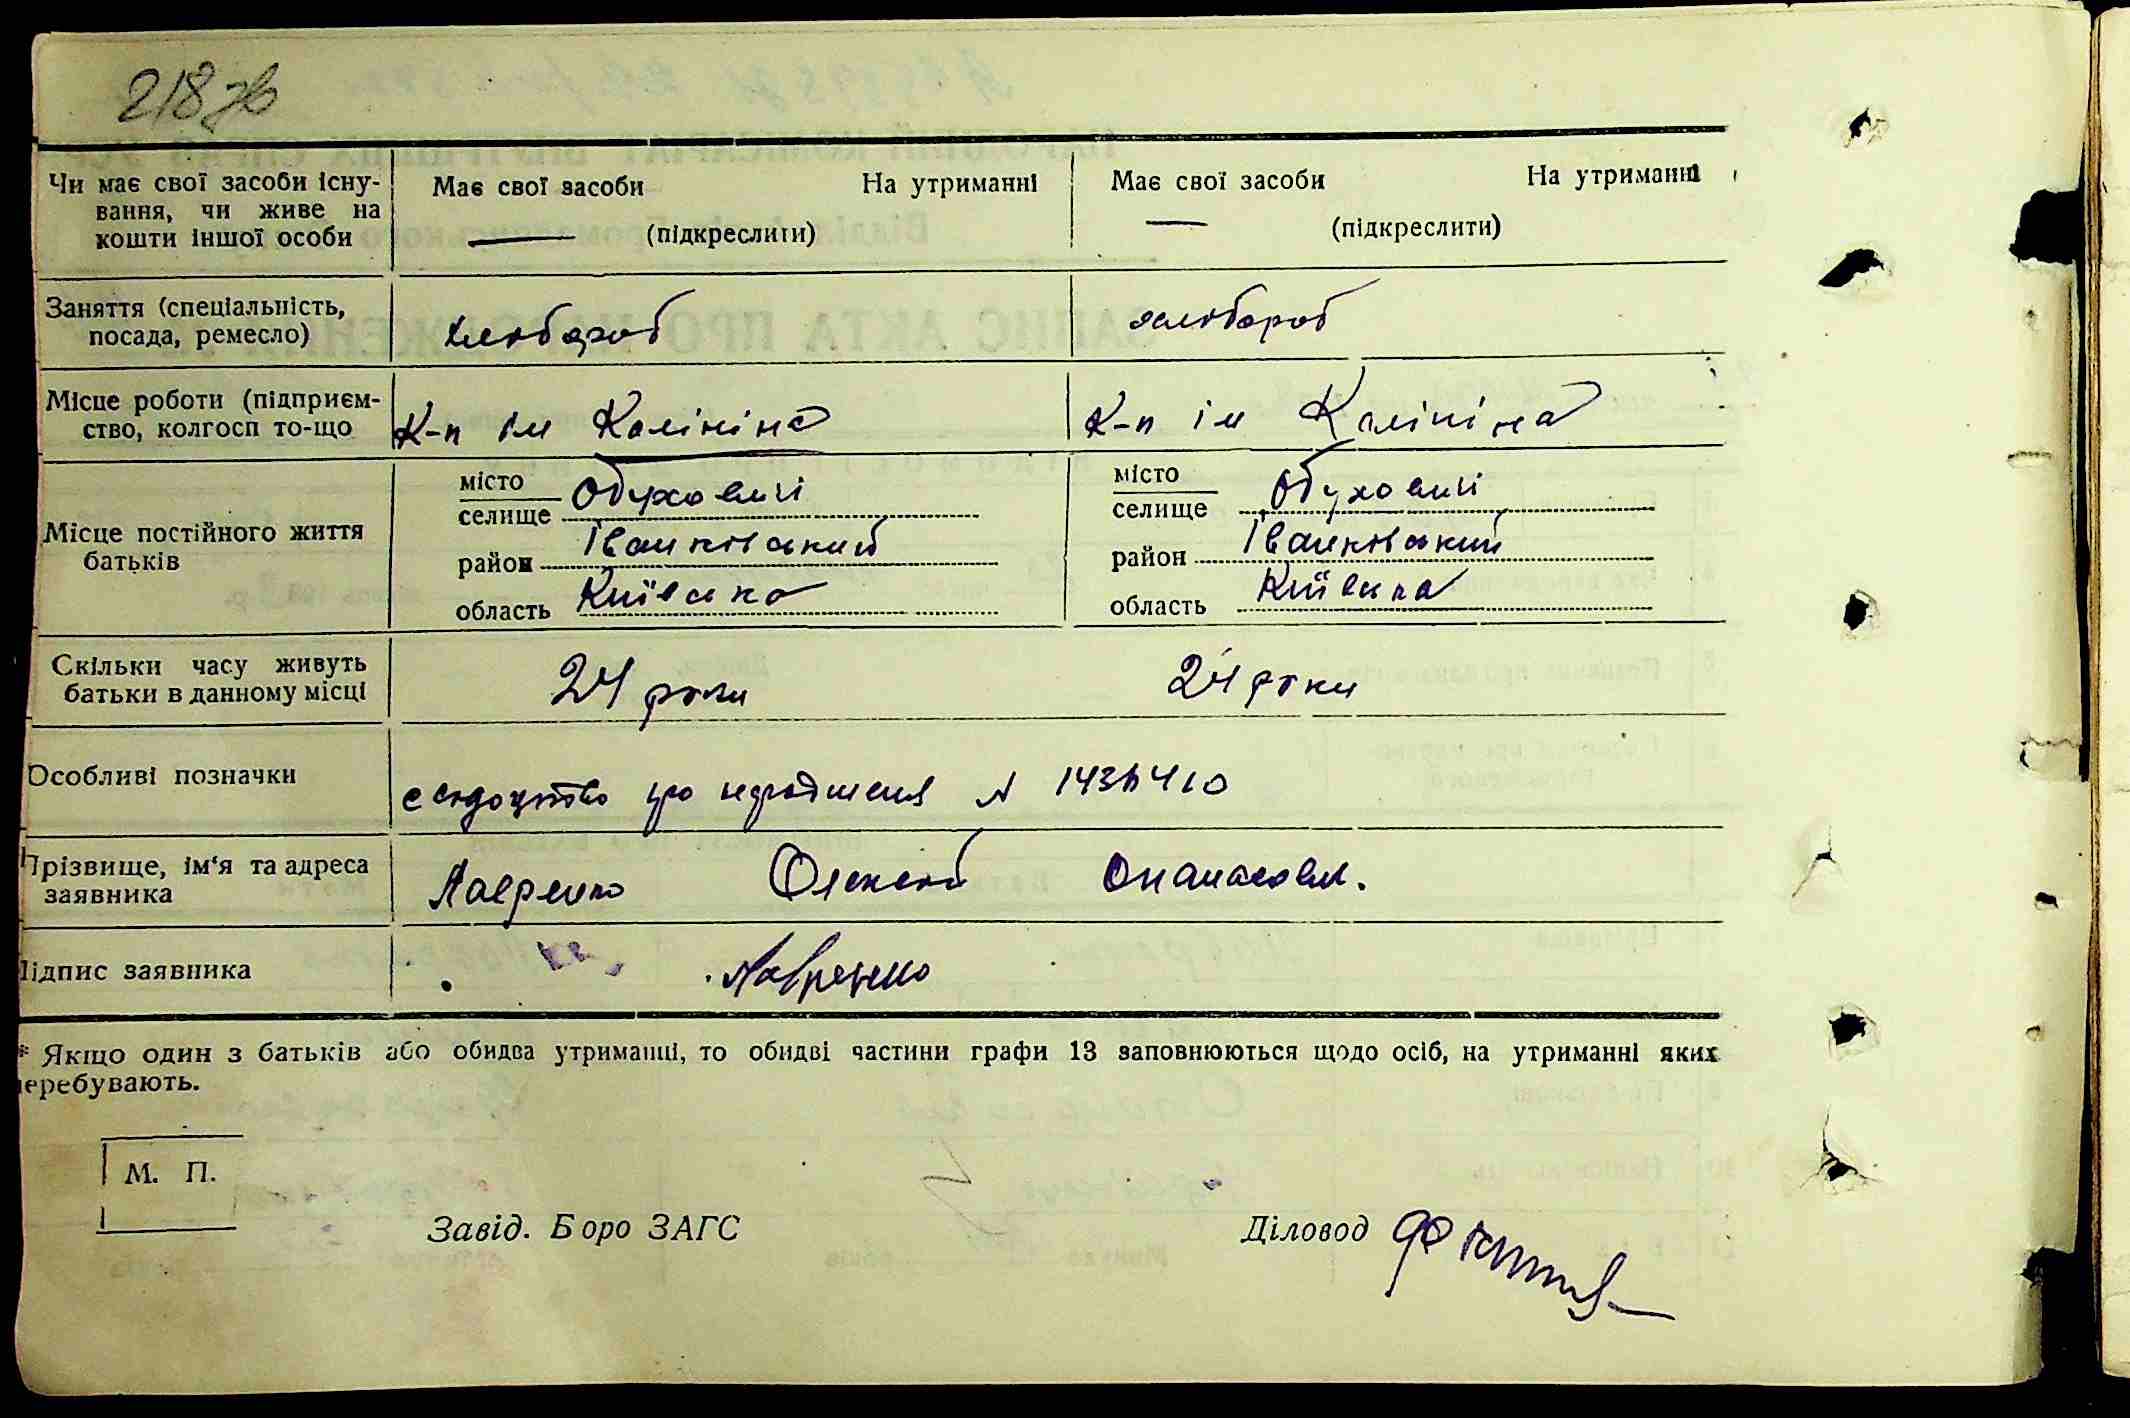 218 зв
Чи має свої засоби існу-
вання, чи живе на
кошти іншої особи
Має свої засоби На утриманні
(підкреслити)
Має свої засоби На утриманні
(підкреслити)
Заняття (спеціальність,
посада, ремесло)
хлібороб
хлібороб
Місце роботи (підприєм-
ство, колгосп то-що
К-п ім Калініна
К-п ім Калініна
Місце постійного життя
батьків
місто
селище Обуховичі
район Іванківський
область Київська
місто
селище Обуховичі
район Іванківський
область Київська
Скільки часу живуть
батьки в данному місці
24 роки
24 роки
Особливі позначки
свідоцтво про народження №
Прізвище, ім'я та адреса
заявника
Лавренко Олексій
Підпис заявника
Лавренко
* Якщо один з батьків або обидва утриманці, то обидві частини графи 13 заповнюються щодо осіб, на утриманні яких
перебувають.
М. П.
Завід. Бюро ЗАГС
Діловод